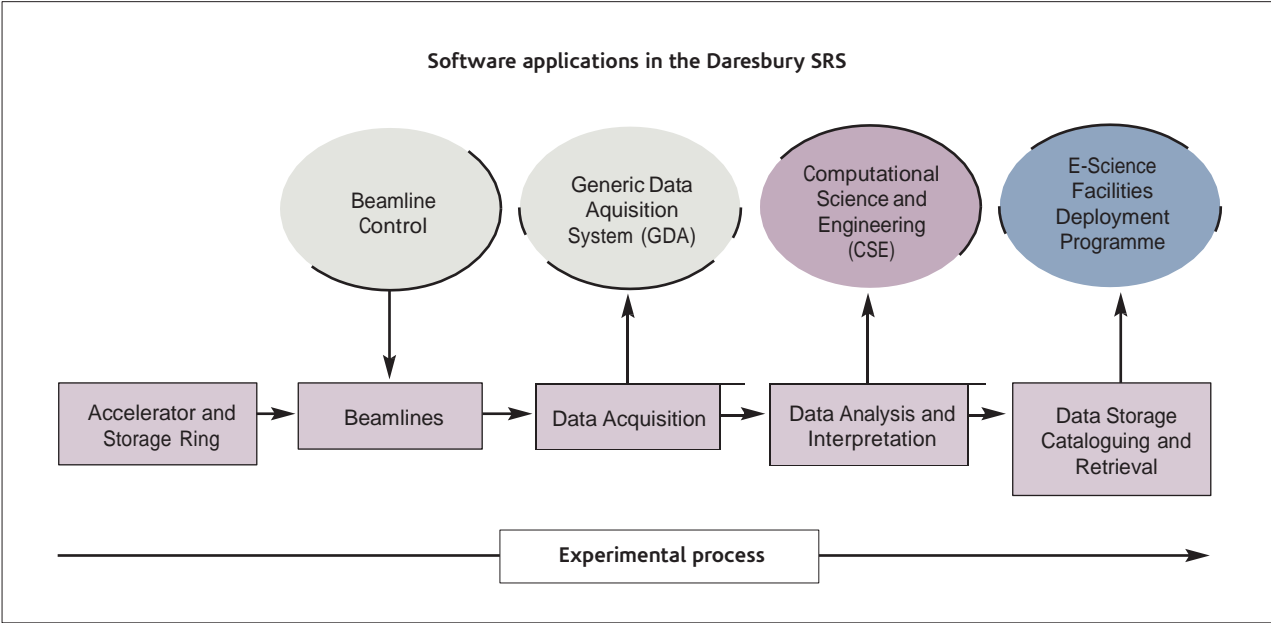 Software applications in the Daresbury SRS
Beamline
Control
Generic Data
Aquisition
System (GDA)
Computational
Science and
Engineering
(CSE)
E-Science
Facilities
Deployment
Programme
Accelerator and
Storage Ring
Beamlines
Data Acquisition
Data Analysis and
Interpretation
Data Storage
Cataloguing and
Retrieval
Experimental process